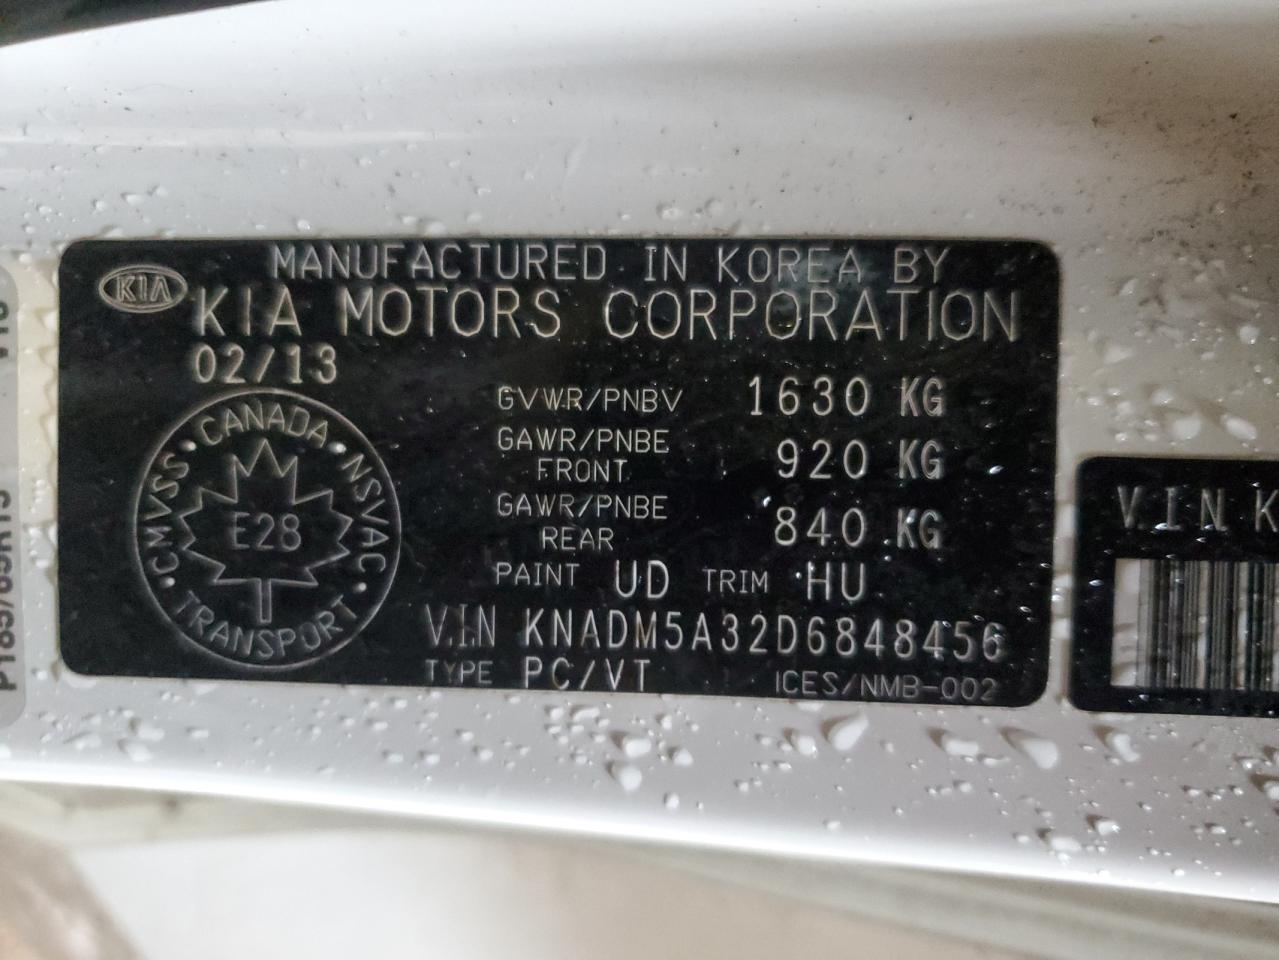 MANUFACTURED IN KOREA BY
KIA
KIA MOTORS CORPORATION
02/13
GVWR/PNBV 1630 KG
GAWR/PNBE FRONT 920 KG
GAWR/PNBE REAR 840 KG
PAINT UD TRIM HU
V.I.N KNADM5A32D6848456
TYPE PC/VT ICES/NMB-002
CANADA
CMVSS NSVAC
E28
TRANSPORT
V.I.N K
P185/65R15